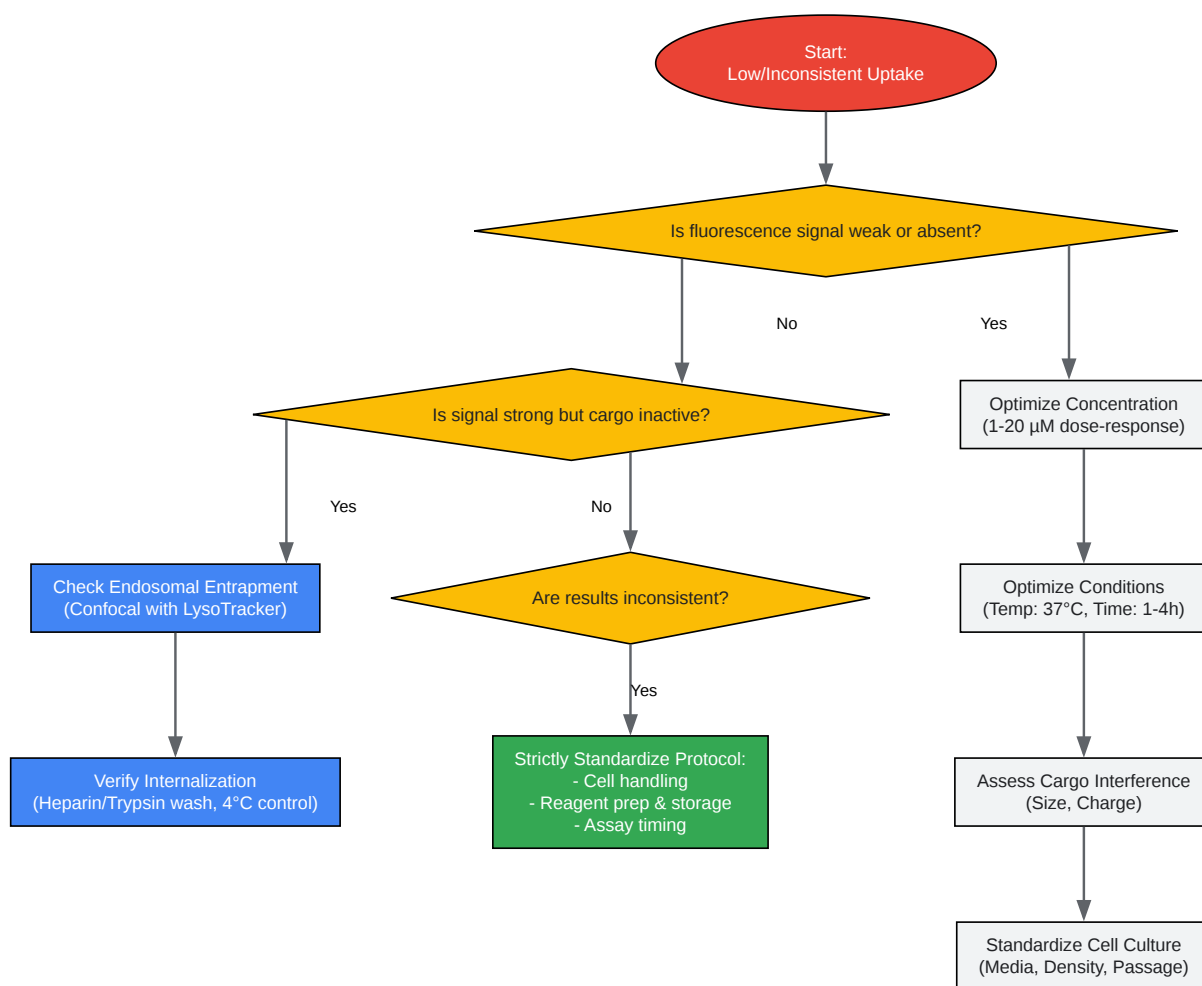 Start:
Low/Inconsistent Uptake
Is fluorescence signal weak or absent?
No
Yes
Is signal strong but cargo inactive?
Optimize Concentration
(1-20 µM dose-response)
Yes
No
Check Endosomal Entrapment
(Confocal with LysoTracker)
Are results inconsistent?
Optimize Conditions
(Temp: 37°C, Time: 1-4h)
Yes
Verify Internalization
(Heparin/Trypsin wash, 4°C control)
Strictly Standardize Protocol:
- Cell handling
- Reagent prep & storage
- Assay timing
Assess Cargo Interference
(Size, Charge)
Standardize Cell Culture
(Media, Density, Passage)